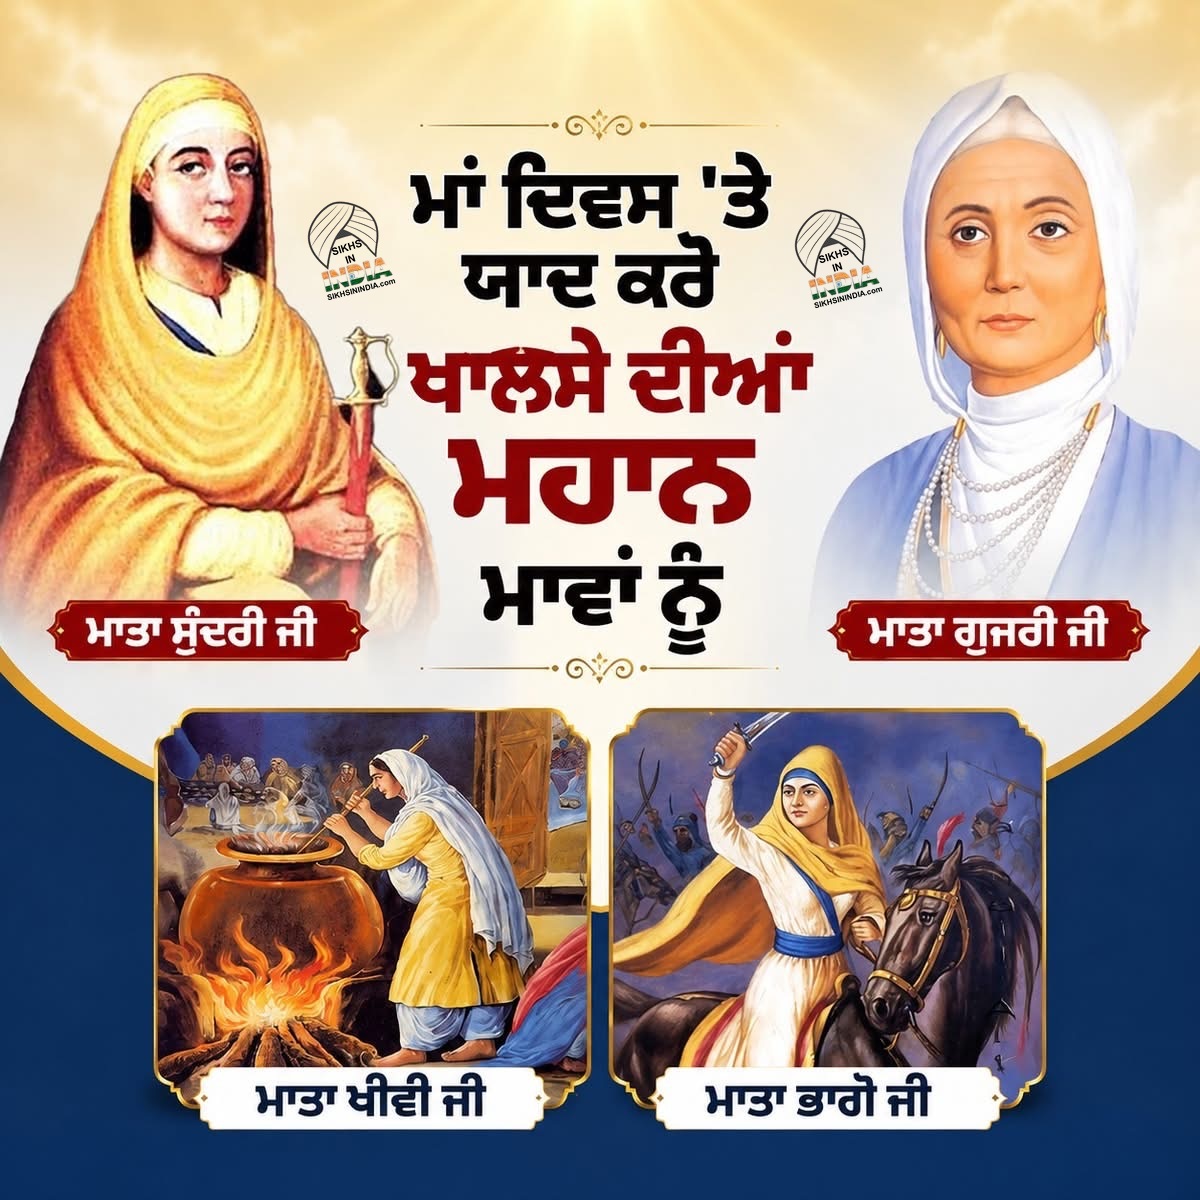 ਮਾਂ ਦਿਵਸ 'ਤੇ
ਯਾਦ ਕਰੋ
ਖਾਲਸੇ ਦੀਆਂ
ਮਹਾਨ
ਮਾਵਾਂ ਨੂੰ
SIKHS
IN
INDIA
SIKHSININDIA.com
SIKHS
IN
INDIA
SIKHSININDIA.com
ਮਾਤਾ ਸੁੰਦਰੀ ਜੀ
ਮਾਤਾ ਗੁਜਰੀ ਜੀ
ਮਾਤਾ ਖੀਵੀ ਜੀ
ਮਾਤਾ ਭਾਗੋ ਜੀ